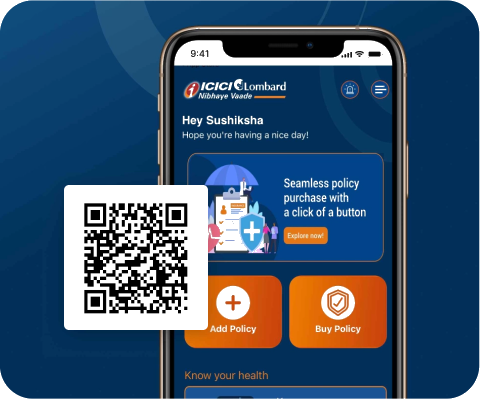 9:41
ICICI Lombard
Nibhaye Vaade
Hey Sushiksha
Hope you're having a nice day!
Seamless policy
purchase with
a click of a button
Explore now!
Add Policy
Buy Policy
Know your health